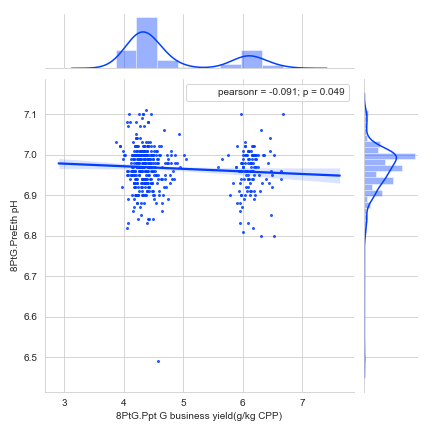 pearsonr = -0.091; p = 0.049
7.1
7.0
6.9
6.8
6.7
6.6
6.5
8PtG.PreEth pH
3 4 5 6 7
8PtG.Ppt G business yield(g/kg CPP)